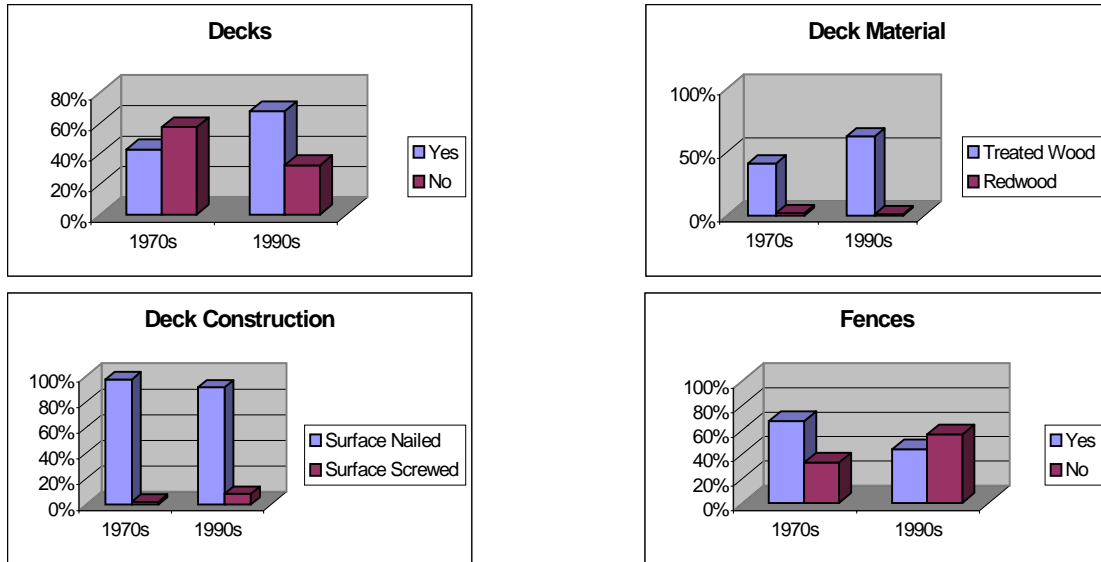 Decks
80%
60%
40%
20%
0%
1970s 1990s
Yes
No
Deck Material
100%
50%
0%
1970s 1990s
Treated Wood
Redwood
Deck Construction
100%
80%
60%
40%
20%
0%
1970s 1990s
Surface Nailed
Surface Screwed
Fences
100%
80%
60%
40%
20%
0%
1970s 1990s
Yes
No